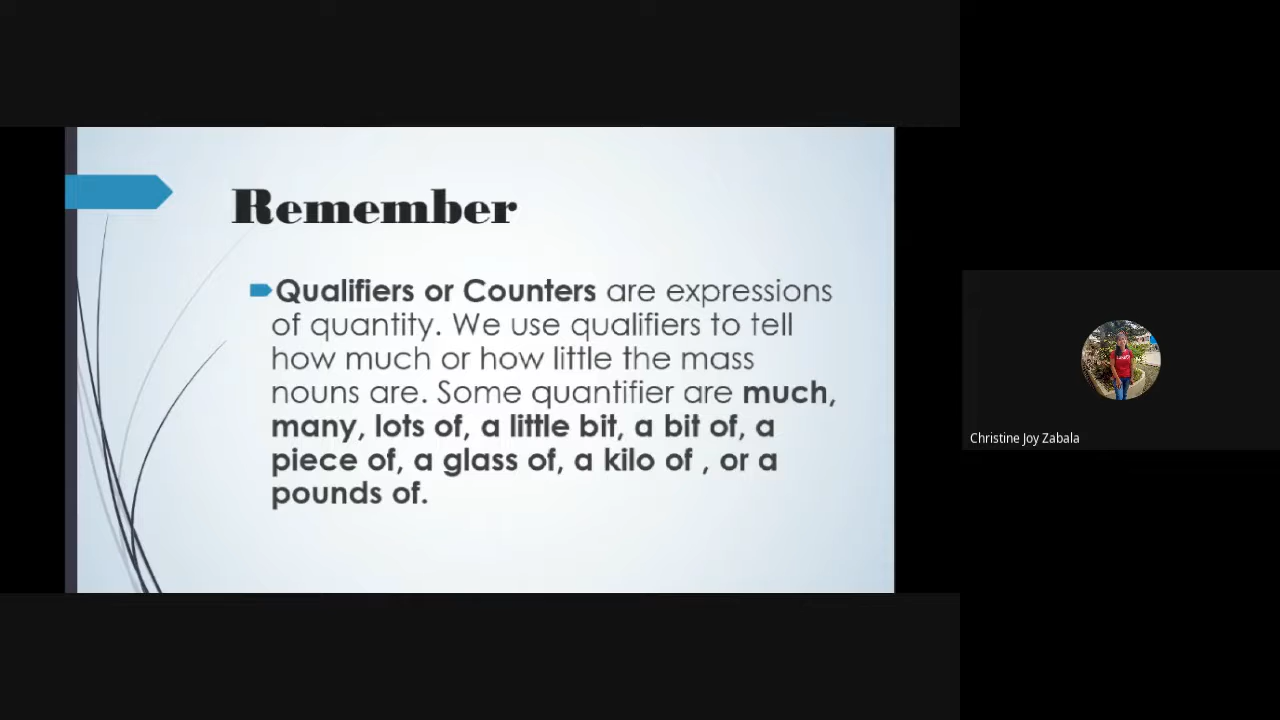 Remember
Qualifiers or Counters are expressions
of quantity. We use qualifiers to tell
how much or how little the mass
nouns are. Some quantifier are much,
many, lots of, a little bit, a bit of, a
piece of, a glass of, a kilo of , or a
pounds of.
Christine Joy Zabala